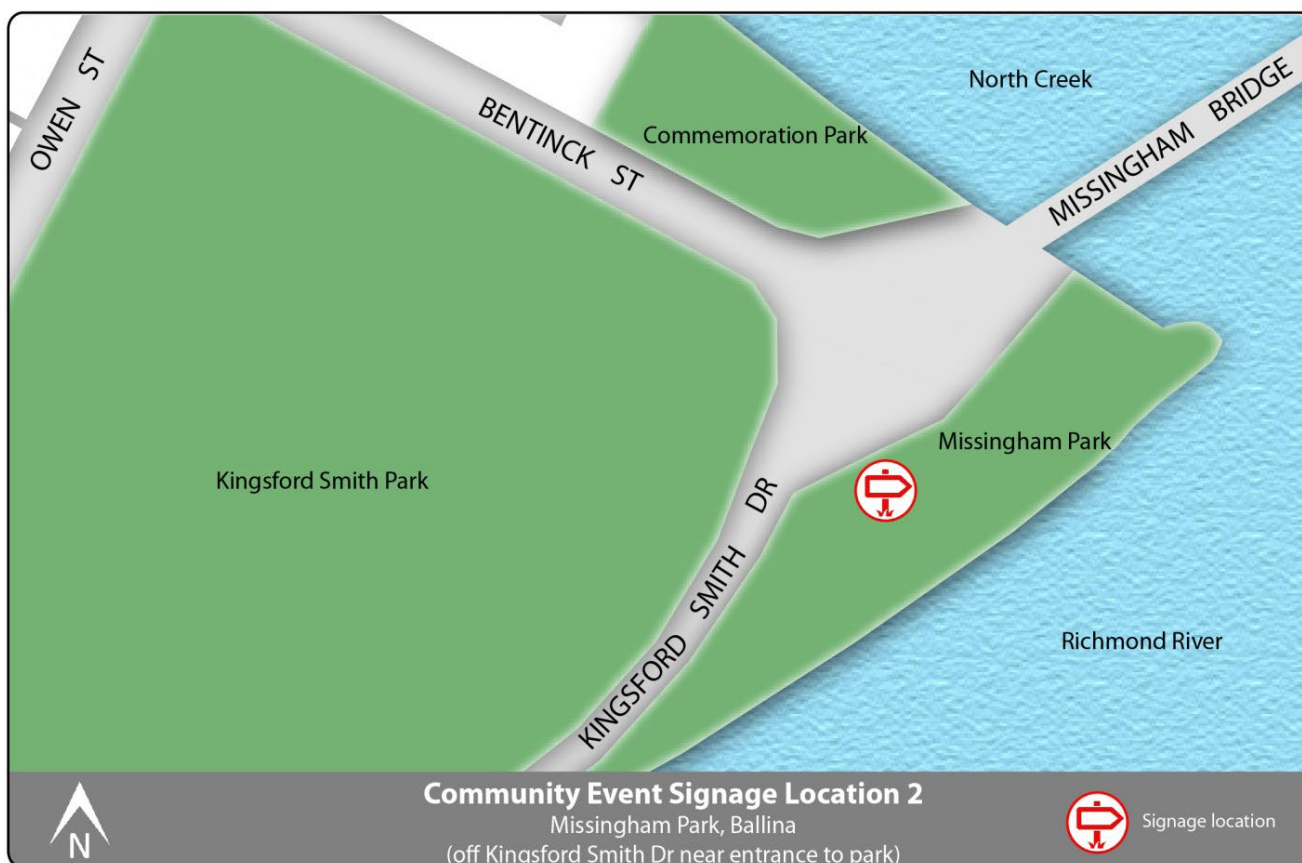 OWEN ST
BENTINCK ST
North Creek
Commemoration Park
MISSINGHAM BRIDGE
Missingham Park
Kingsford Smith Park
KINGSFORD SMITH DR
Richmond River
N
Community Event Signage Location 2
Missingham Park, Ballina
(off Kingsford Smith Dr near entrance to park)
Signage location